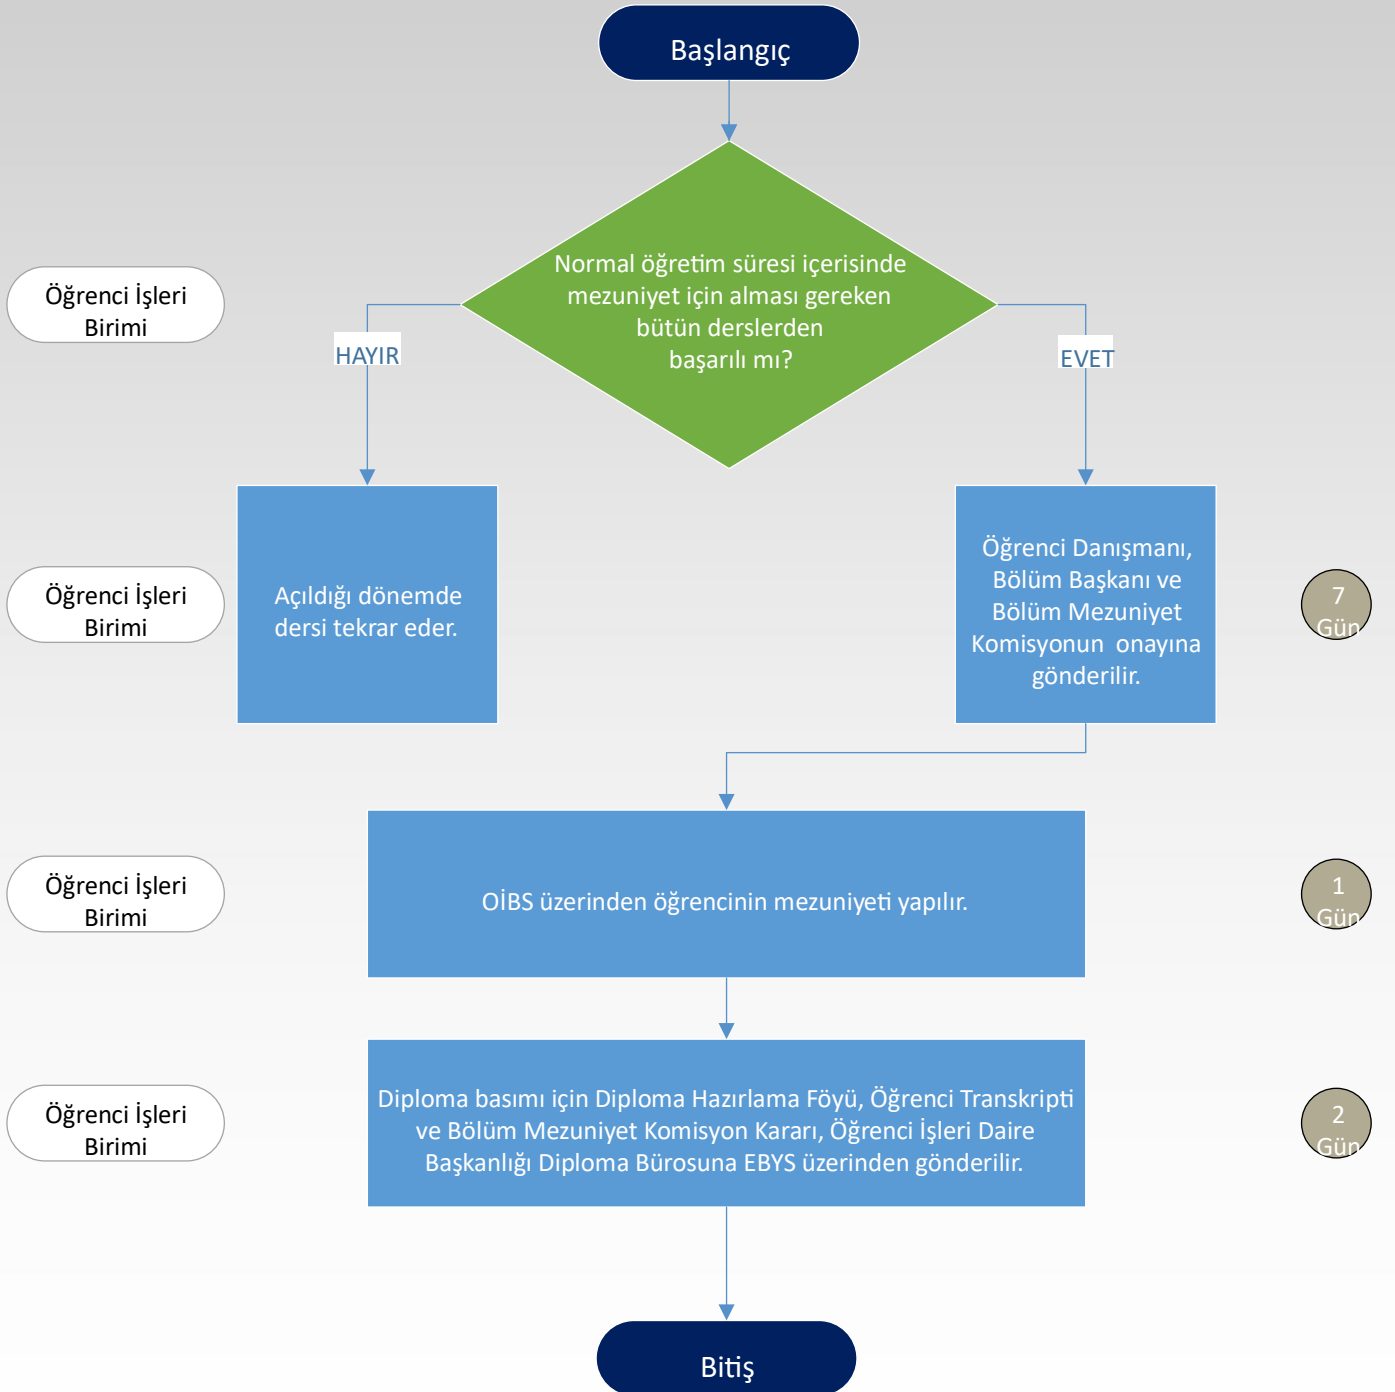 Başlangıç
Normal öğretim süresi içerisinde
mezuniyet için alması gereken
bütün derslerden
başarılı mı?
Öğrenci İşleri
Birimi
HAYIR
EVET
Öğrenci İşleri
Birimi
Açıldığı dönemde
dersi tekrar eder.
Öğrenci Danışmanı,
Bölüm Başkanı ve
Bölüm Mezuniyet
Komisyonun onayına
gönderilir.
7
Gün
Öğrenci İşleri
Birimi
OİBS üzerinden öğrencinin mezuniyeti yapılır.
1
Gün
Öğrenci İşleri
Birimi
Diploma basımı için Diploma Hazırlama Föyü, Öğrenci Transkripti
ve Bölüm Mezuniyet Komisyon Kararı, Öğrenci İşleri Daire
Başkanlığı Diploma Bürosuna EBYS üzerinden gönderilir.
2
Gün
Bitiş